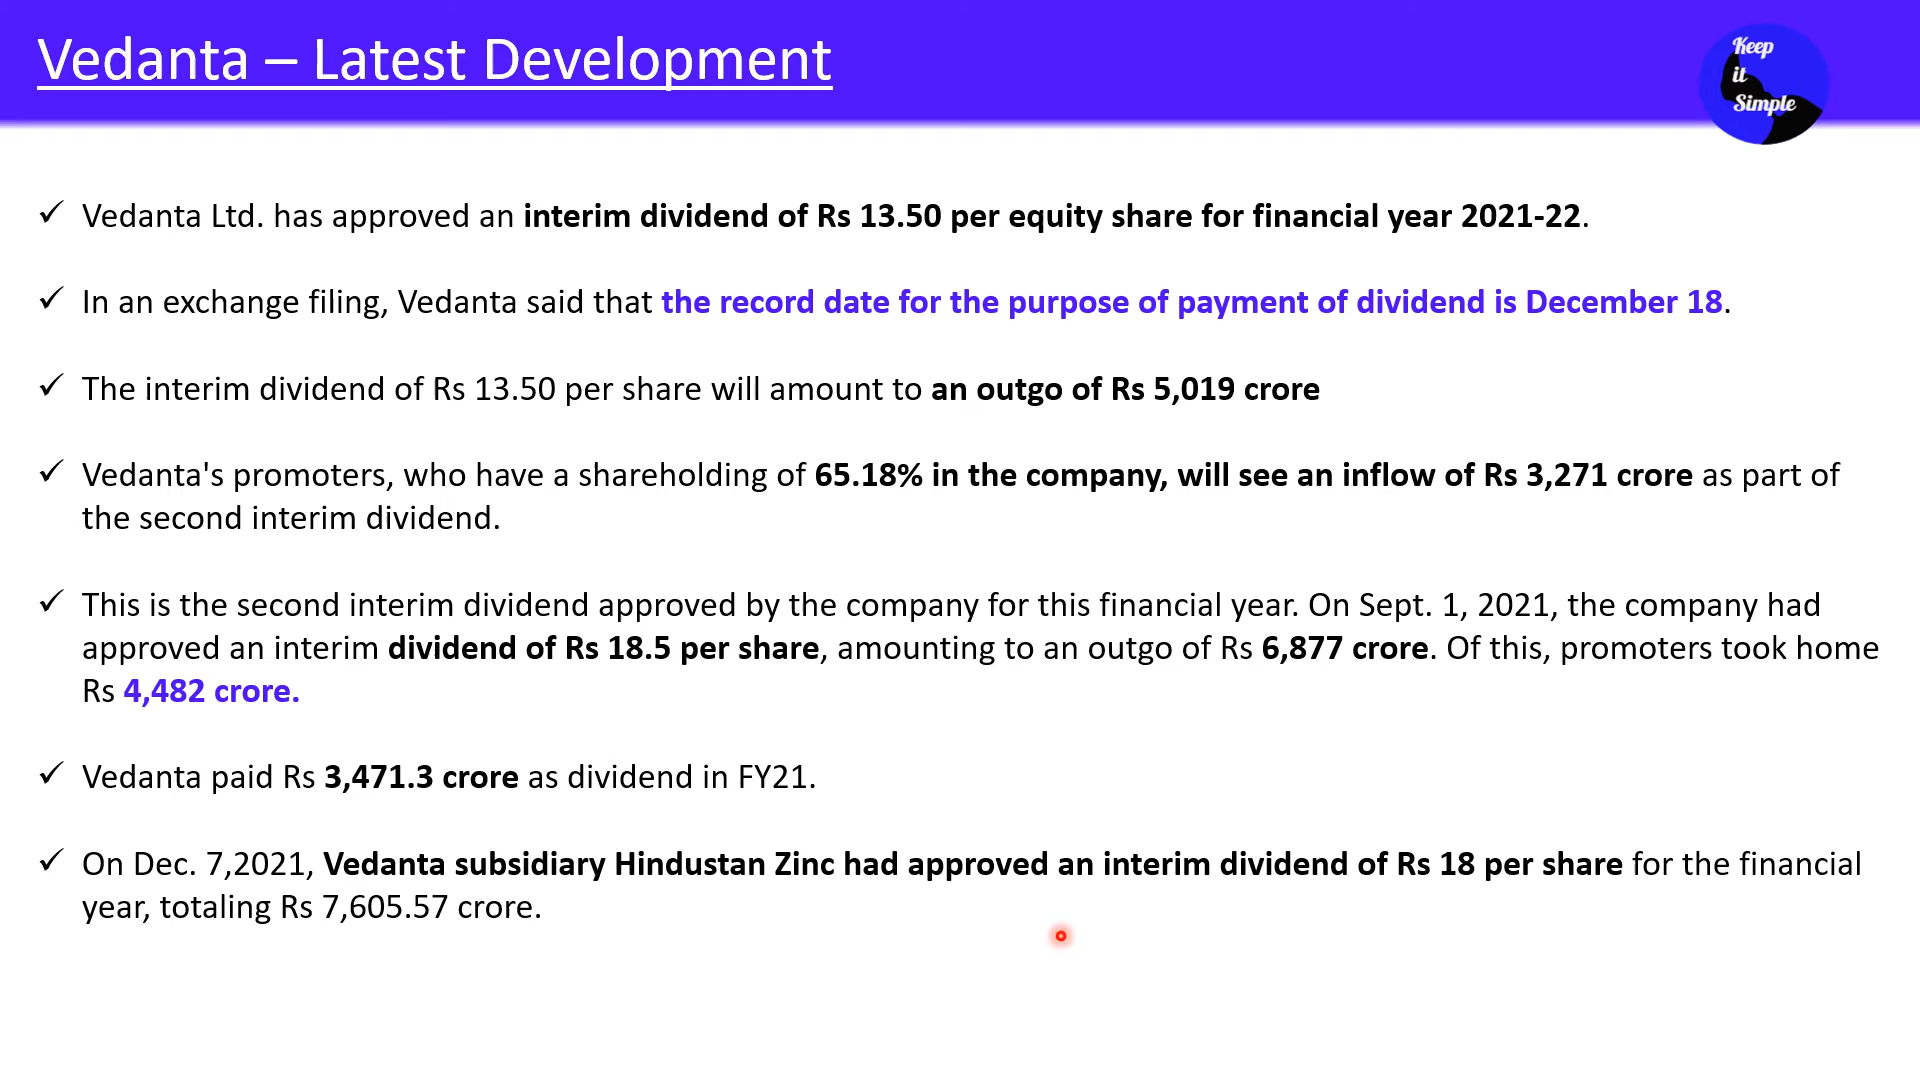 Vedanta – Latest Development
Keep
it
Simple
✓ Vedanta Ltd. has approved an interim dividend of Rs 13.50 per equity share for financial year 2021-22.
✓ In an exchange filing, Vedanta said that the record date for the purpose of payment of dividend is December 18.
✓ The interim dividend of Rs 13.50 per share will amount to an outgo of Rs 5,019 crore
✓ Vedanta's promoters, who have a shareholding of 65.18% in the company, will see an inflow of Rs 3,271 crore as part of
the second interim dividend.
✓ This is the second interim dividend approved by the company for this financial year. On Sept. 1, 2021, the company had
approved an interim dividend of Rs 18.5 per share, amounting to an outgo of Rs 6,877 crore. Of this, promoters took home
Rs 4,482 crore.
✓ Vedanta paid Rs 3,471.3 crore as dividend in FY21.
✓ On Dec. 7,2021, Vedanta subsidiary Hindustan Zinc had approved an interim dividend of Rs 18 per share for the financial
year, totaling Rs 7,605.57 crore.